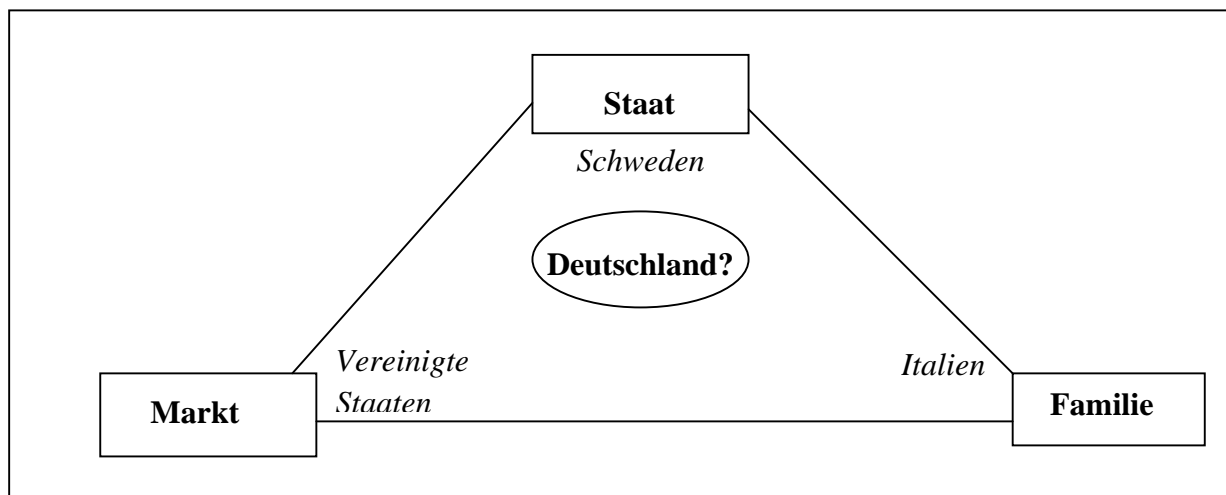 Staat
Schweden
Deutschland?
Vereinigte
Staaten
Italien
Markt
Familie